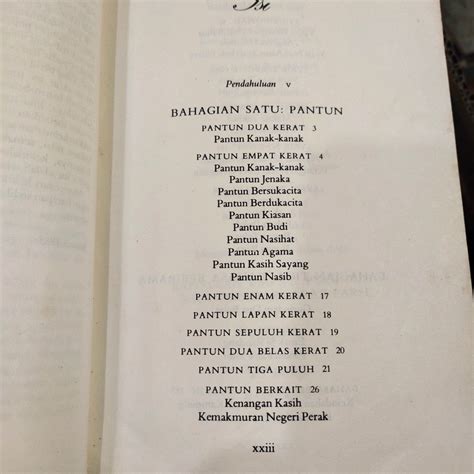 Isi
Pendahuluan v
BAHAGIAN SATU: PANTUN
PANTUN DUA KERAT 3
Pantun Kanak-kanak
PANTUN EMPAT KERAT 4
Pantun Kanak-kanak
Pantun Jenaka
Pantun Bersukacita
Pantun Berdukacita
Pantun Kiasan
Pantun Budi
Pantun Nasihat
Pantun Agama
Pantun Kasih Sayang
Pantun Nasib
PANTUN ENAM KERAT 17
PANTUN LAPAN KERAT 18
PANTUN SEPULUH KERAT 19
PANTUN DUA BELAS KERAT 20
PANTUN TIGA PULUH 21
PANTUN BERKAIT 26
Kenangan Kasih
Kemakmuran Negeri Perak
xxiii